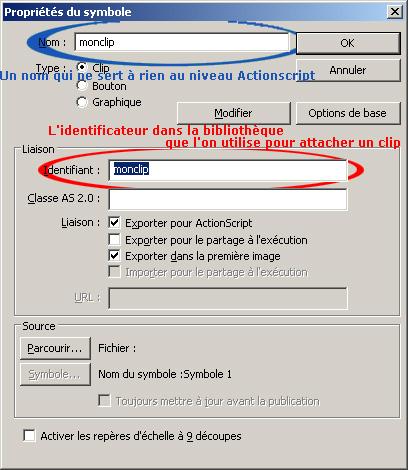 Propriétés du symbole
Nom : monclip
OK
Un nom qui ne sert à rien au niveau Actionscript
Type : Clip
Annuler
Bouton
Graphique
Modifier
Options de base
L'identificateur dans la bibliothèque
que l'on utilise pour attacher un clip
Liaison
Identifiant : monclip
Classe AS 2.0 :
Liaison : Exporter pour ActionScript
Exporter pour le partage à l'exécution
Exporter dans la première image
Importer pour le partage à l'exécution
URL :
Source
Parcourir... Fichier :
Symbole... Nom du symbole :Symbole 1
Toujours mettre à jour avant la publication
Activer les repères d'échelle à 9 découpes